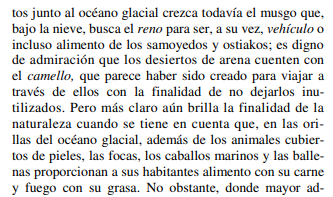 tos junto al océano glacial crezca todavía el musgo que,
bajo la nieve, busca el reno para ser, a su vez, vehículo o
incluso alimento de los samoyedos y ostiakos; es digno
de admiración que los desiertos de arena cuenten con
el camello, que parece haber sido creado para viajar a
través de ellos con la finalidad de no dejarlos inu-
tilizados. Pero más claro aún brilla la finalidad de la
naturaleza cuando se tiene en cuenta que, en las ori-
llas del océano glacial, además de los animales cubier-
tos de pieles, las focas, los caballos marinos y las balle-
nas proporcionan a sus habitantes alimento con su carne
y fuego con su grasa. No obstante, donde mayor ad-